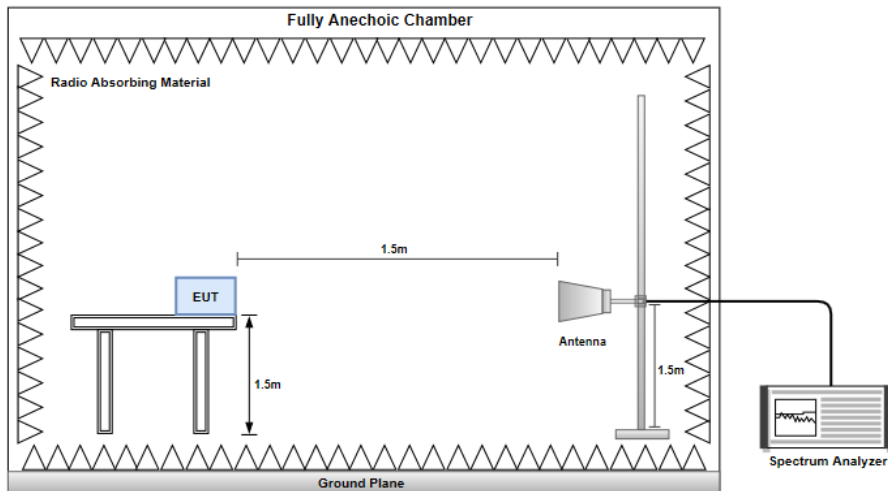 Fully Anechoic Chamber
Radio Absorbing Material
1.5m
EUT
Antenna
1.5m
1.5m
Spectrum Analyzer
Ground Plane